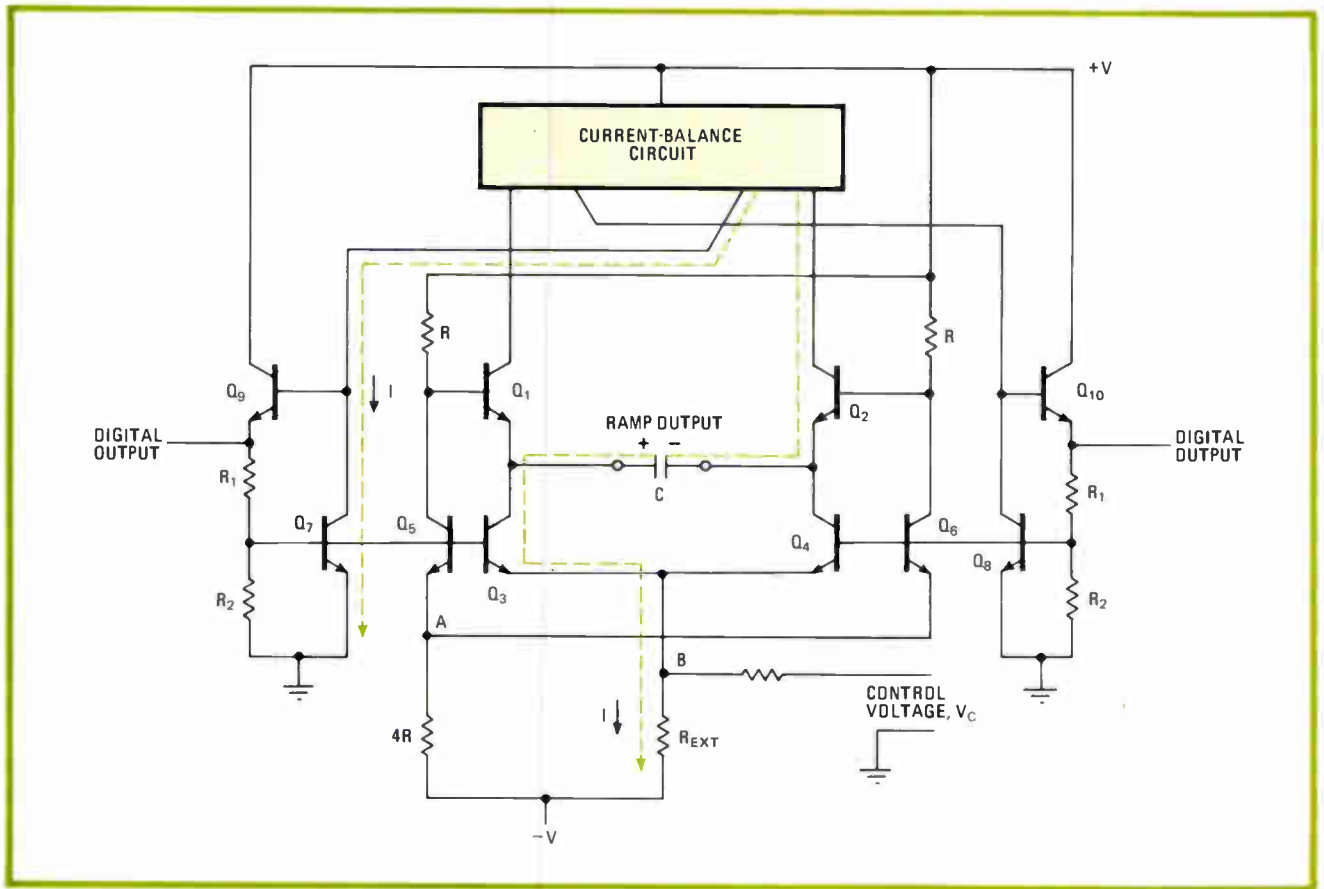 +V
CURRENT-BALANCE
CIRCUIT
R
R
Q9
I
Q1
Q2
Q10
RAMP OUTPUT
+ −
DIGITAL
OUTPUT
DIGITAL
DUTPUT
C
R1
R1
Q7
Q5
Q4
Q6
Q8
Q3
R2
R2
A
B
CONTROL
VOLTAGE, VC
4R
I
REXT
−V